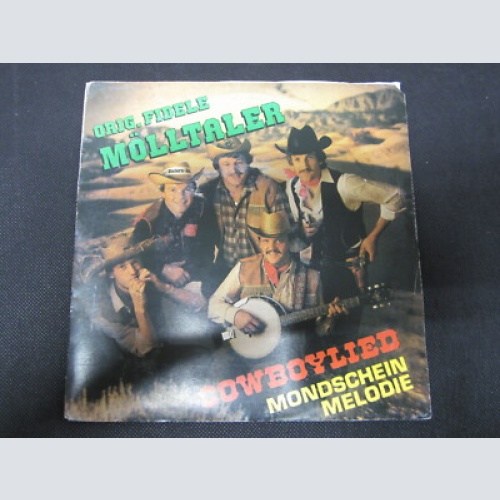 ORIG. FIDELE
MÖLLTALER
COWBOYLIED
MONDSCHEIN
MELODIE